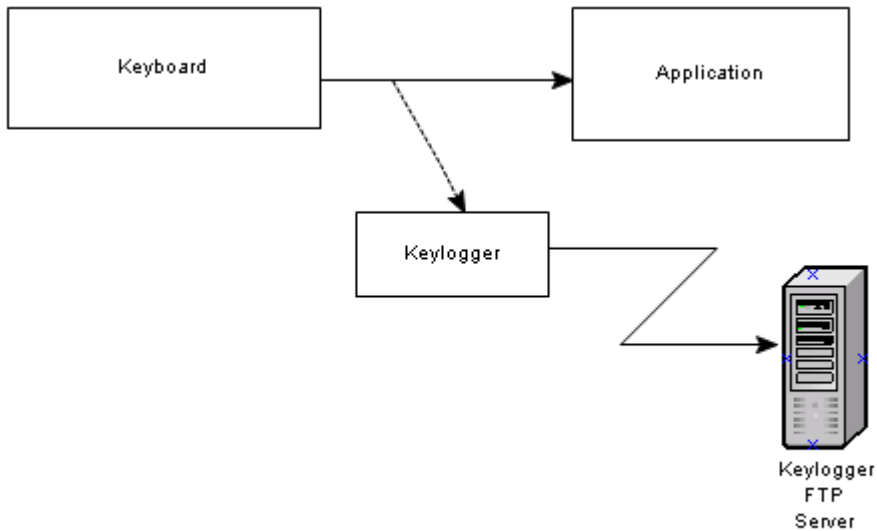 Keyboard
Application
Keylogger
Keylogger
FTP
Server